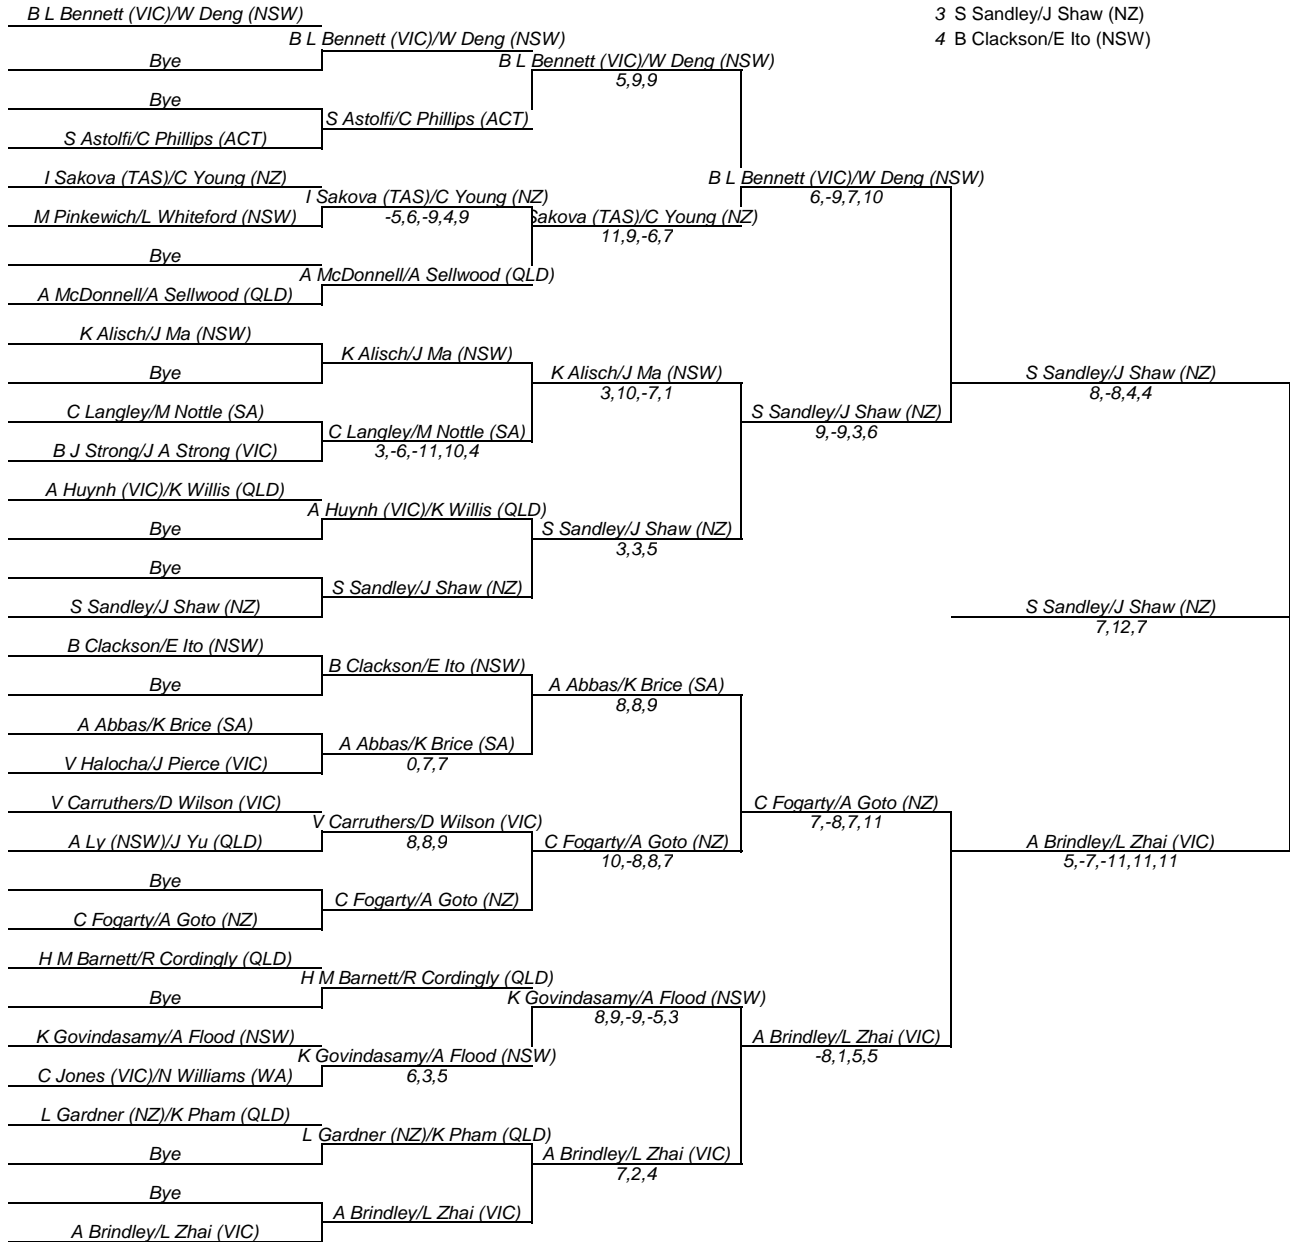 B L Bennett (VIC)/W Deng (NSW)
Bye
Bye
S Astolfi/C Phillips (ACT)
I Sakova (TAS)/C Young (NZ)
M Pinkewich/L Whiteford (NSW)
Bye
A McDonnell/A Sellwood (QLD)
K Alisch/J Ma (NSW)
Bye
C Langley/M Nottle (SA)
B J Strong/J A Strong (VIC)
A Huynh (VIC)/K Willis (QLD)
Bye
Bye
S Sandley/J Shaw (NZ)
B Clackson/E Ito (NSW)
Bye
A Abbas/K Brice (SA)
V Halocha/J Pierce (VIC)
V Carruthers/D Wilson (VIC)
A Ly (NSW)/J Yu (QLD)
Bye
C Fogarty/A Goto (NZ)
H M Barnett/R Cordingly (QLD)
Bye
K Govindasamy/A Flood (NSW)
C Jones (VIC)/N Williams (WA)
L Gardner (NZ)/K Pham (QLD)
Bye
Bye
A Brindley/L Zhai (VIC)
B L Bennett (VIC)/W Deng (NSW)
S Astolfi/C Phillips (ACT)
I Sakova (TAS)/C Young (NZ)
-5,6,-9,4,9
A McDonnell/A Sellwood (QLD)
K Alisch/J Ma (NSW)
C Langley/M Nottle (SA)
3,-6,-11,10,4
A Huynh (VIC)/K Willis (QLD)
S Sandley/J Shaw (NZ)
B Clackson/E Ito (NSW)
A Abbas/K Brice (SA)
0,7,7
V Carruthers/D Wilson (VIC)
8,8,9
C Fogarty/A Goto (NZ)
H M Barnett/R Cordingly (QLD)
K Govindasamy/A Flood (NSW)
6,3,5
L Gardner (NZ)/K Pham (QLD)
A Brindley/L Zhai (VIC)
B L Bennett (VIC)/W Deng (NSW)
5,9,9
Sakova (TAS)/C Young (NZ)
11,9,-6,7
K Alisch/J Ma (NSW)
3,10,-7,1
S Sandley/J Shaw (NZ)
3,3,5
A Abbas/K Brice (SA)
8,8,9
C Fogarty/A Goto (NZ)
10,-8,8,7
K Govindasamy/A Flood (NSW)
8,9,-9,-5,3
A Brindley/L Zhai (VIC)
7,2,4
B L Bennett (VIC)/W Deng (NSW)
6,-9,7,10
S Sandley/J Shaw (NZ)
9,-9,3,6
C Fogarty/A Goto (NZ)
7,-8,7,11
A Brindley/L Zhai (VIC)
-8,1,5,5
3 S Sandley/J Shaw (NZ)
4 B Clackson/E Ito (NSW)
S Sandley/J Shaw (NZ)
8,-8,4,4
S Sandley/J Shaw (NZ)
7,12,7
A Brindley/L Zhai (VIC)
5,-7,-11,11,11